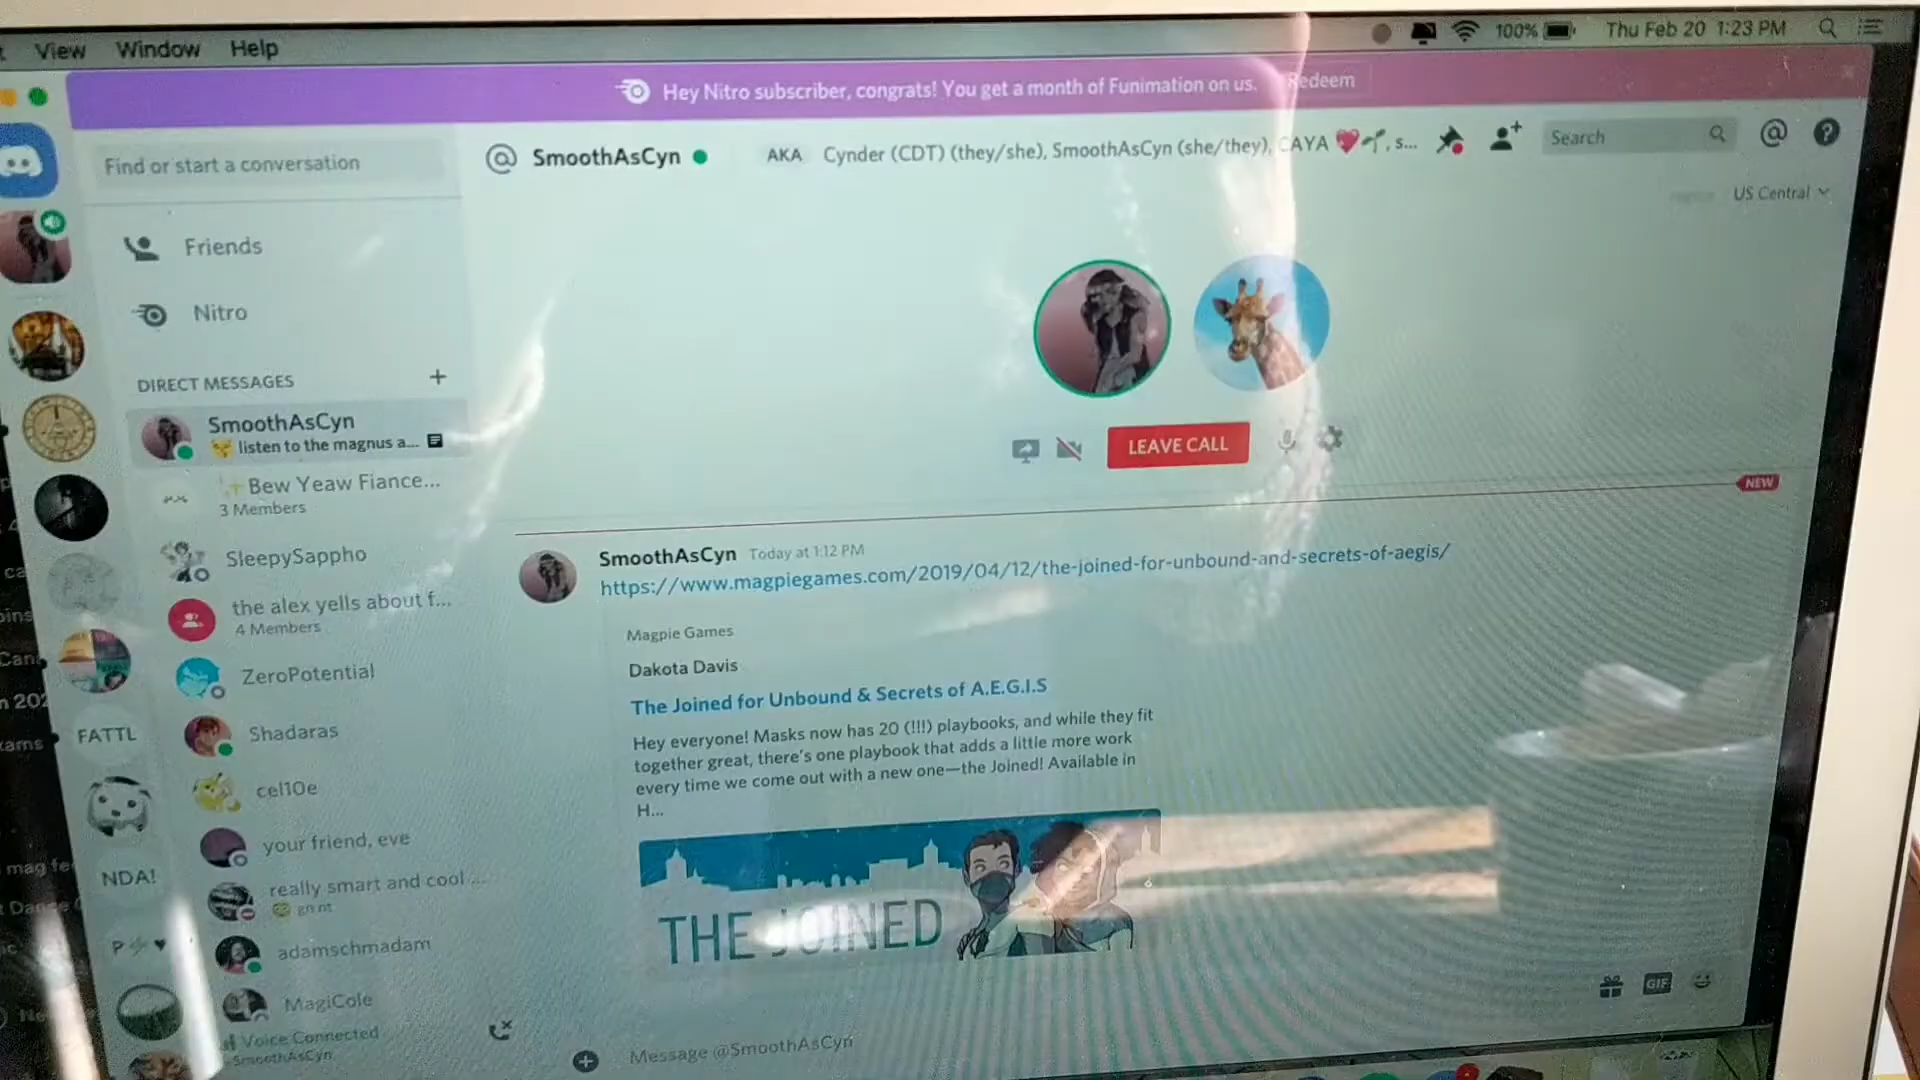 View Window Help
100% Thu Feb 20 1:23 PM
Hey Nitro subscriber, congrats! You get a month of Funimation on us. Redeem
Find or start a conversation
SmoothAsCyn
AKA Cynder (CDT) (they/she), SmoothAsCyn (she/they), CAYA ❤️🌱, s...
Search
US Central
Friends
Nitro
DIRECT MESSAGES +
SmoothAsCyn
listen to the magnus a...
Bew Yeaw Fiance...
3 Members
SleepySappho
the alex yells about f...
4 Members
ZeroPotential
Shadaras
cel10e
your friend, eve
really smart and cool ...
gn nt
adamschmadam
MagiCole
Voice Connected
SmoothAsCyn
FATTL
NDA!
LEAVE CALL
NEW
SmoothAsCyn Today at 1:12 PM
https://www.magpiegames.com/2019/04/12/the-joined-for-unbound-and-secrets-of-aegis/
Magpie Games
Dakota Davis
The Joined for Unbound & Secrets of A.E.G.I.S
Hey everyone! Masks now has 20 (!!!) playbooks, and while they fit
together great, there's one playbook that adds a little more work
every time we come out with a new one—the Joined! Available in
H...
THE JOINED
GIF
Message @SmoothAsCyn